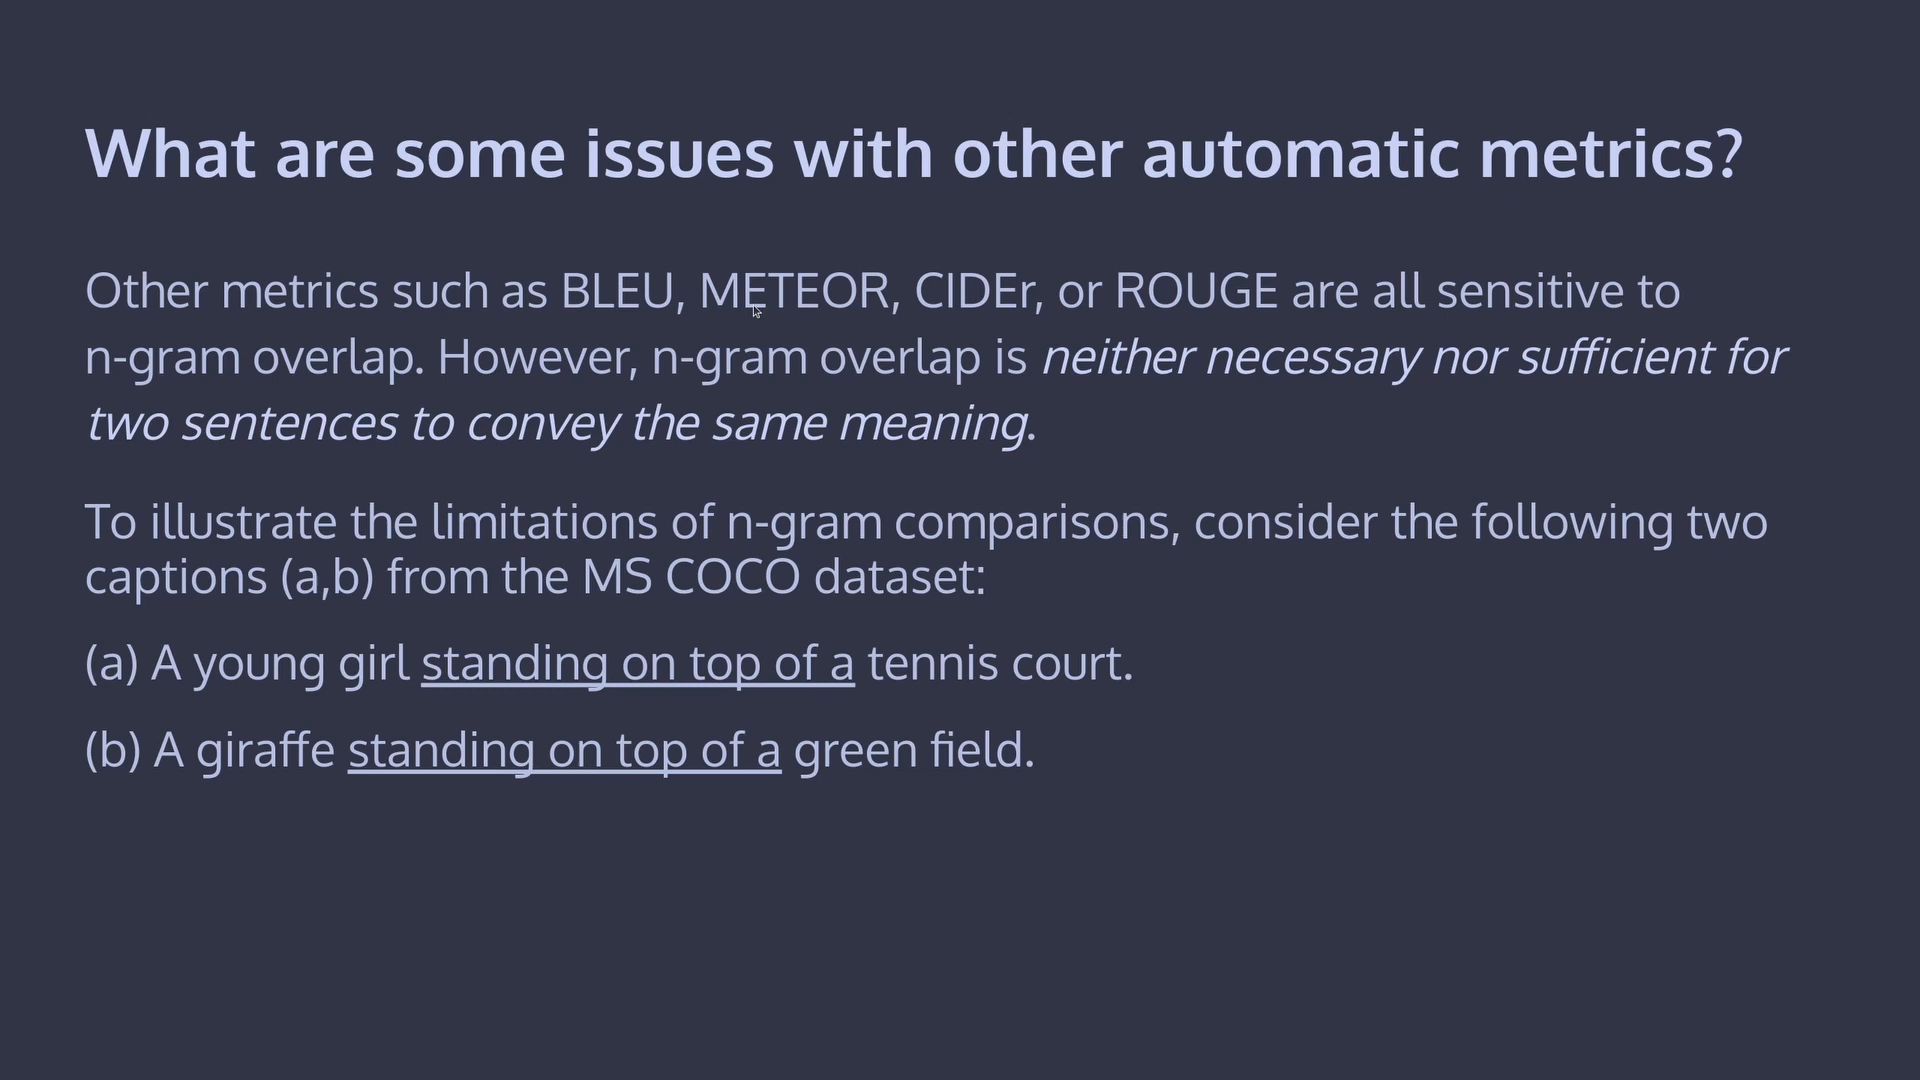 What are some issues with other automatic metrics?
Other metrics such as BLEU, METEOR, CIDEr, or ROUGE are all sensitive to
n-gram overlap. However, n-gram overlap is neither necessary nor sufficient for
two sentences to convey the same meaning.
To illustrate the limitations of n-gram comparisons, consider the following two
captions (a,b) from the MS COCO dataset:
(a) A young girl standing on top of a tennis court.
(b) A giraffe standing on top of a green field.